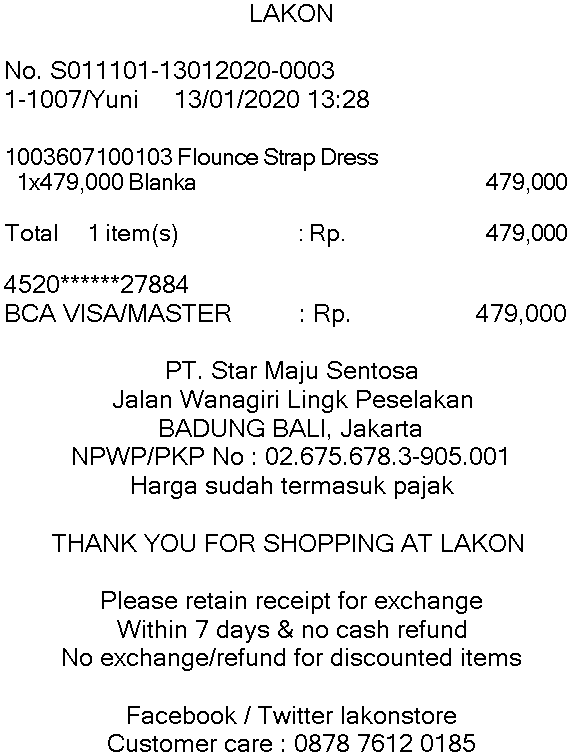 LAKON
No. S011101-13012020-0003
1-1007/Yuni 13/01/2020 13:28
1003607100103 Flounce Strap Dress
1x479,000 Blanka 479,000
Total 1 item(s) : Rp. 479,000
4520******27884
BCA VISA/MASTER : Rp. 479,000
PT. Star Maju Sentosa
Jalan Wanagiri Lingk Peselakan
BADUNG BALI, Jakarta
NPWP/PKP No : 02.675.678.3-905.001
Harga sudah termasuk pajak
THANK YOU FOR SHOPPING AT LAKON
Please retain receipt for exchange
Within 7 days & no cash refund
No exchange/refund for discounted items
Facebook / Twitter lakonstore
Customer care : 0878 7612 0185